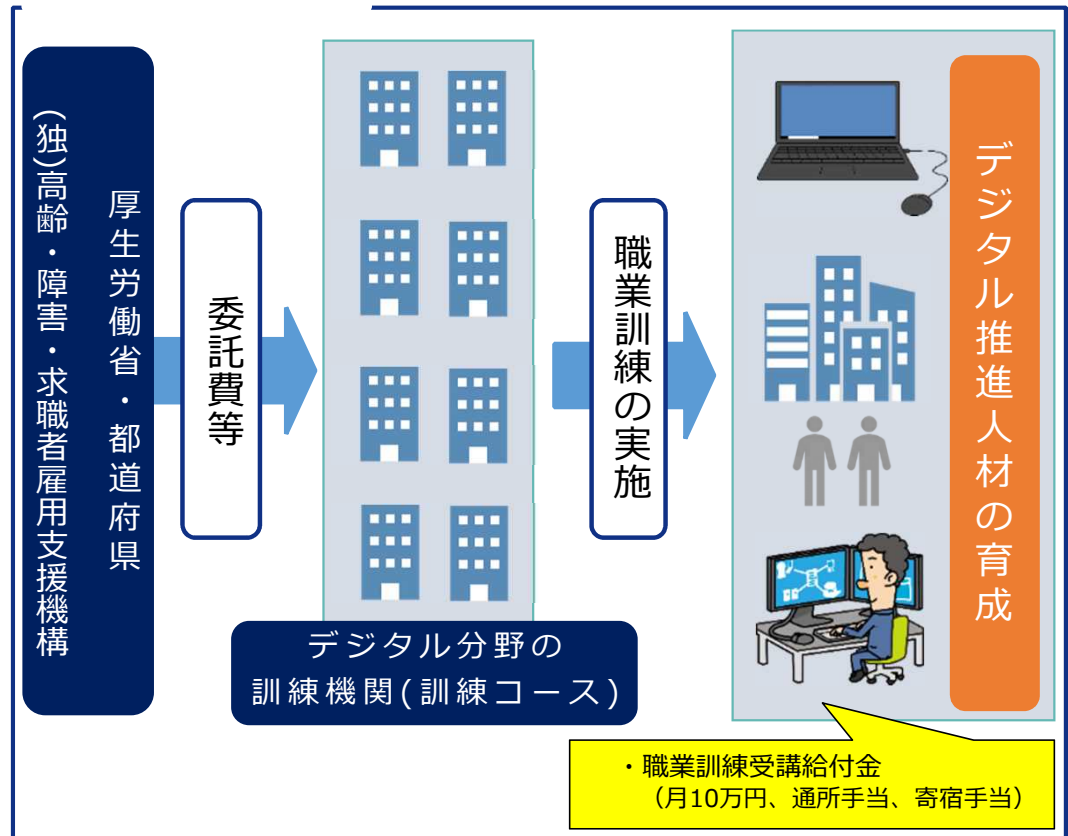 厚生労働省・都道府県
(独)高齢・障害・求職者雇用支援機構
委託費等
デジタル分野の
訓練機関(訓練コース)
職業訓練の実施
デジタル推進人材の育成
・職業訓練受講給付金
（月10万円、通所手当、寄宿手当）